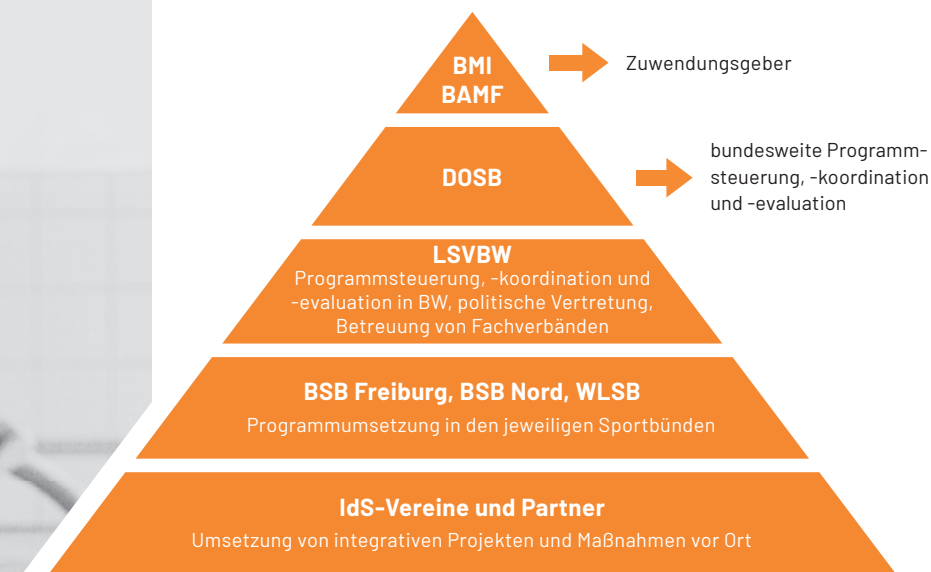 BMI
BAMF
Zuwendungsgeber
DOSB
bundesweite Programm-
steuerung, -koordination
und -evaluation
LSVBW
Programmsteuerung, -koordination und
-evaluation in BW, politische Vertretung,
Betreuung von Fachverbänden
BSB Freiburg, BSB Nord, WLSB
Programmumsetzung in den jeweiligen Sportbünden
IdS-Vereine und Partner
Umsetzung von integrativen Projekten und Maßnahmen vor Ort